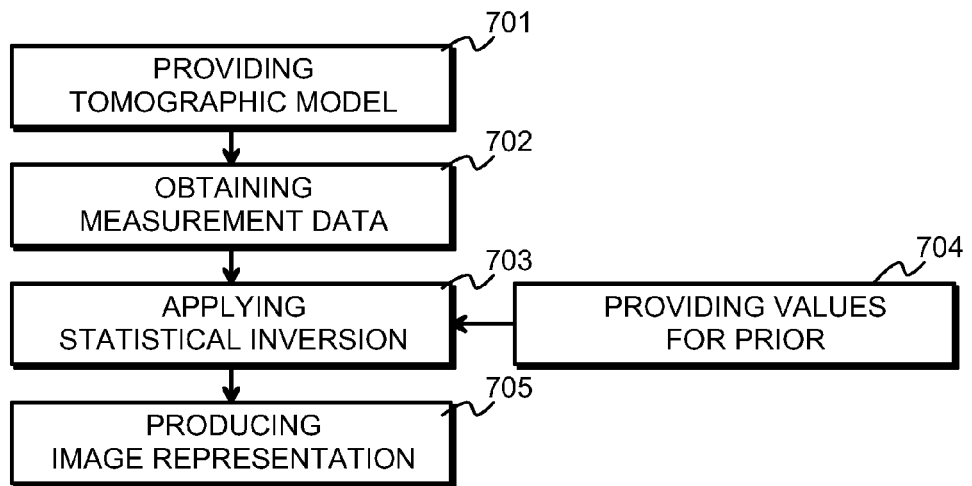 701
PROVIDING
TOMOGRAPHIC MODEL
702
OBTAINING
MEASUREMENT DATA
703
APPLYING
STATISTICAL INVERSION
704
PROVIDING VALUES
FOR PRIOR
705
PRODUCING
IMAGE REPRESENTATION